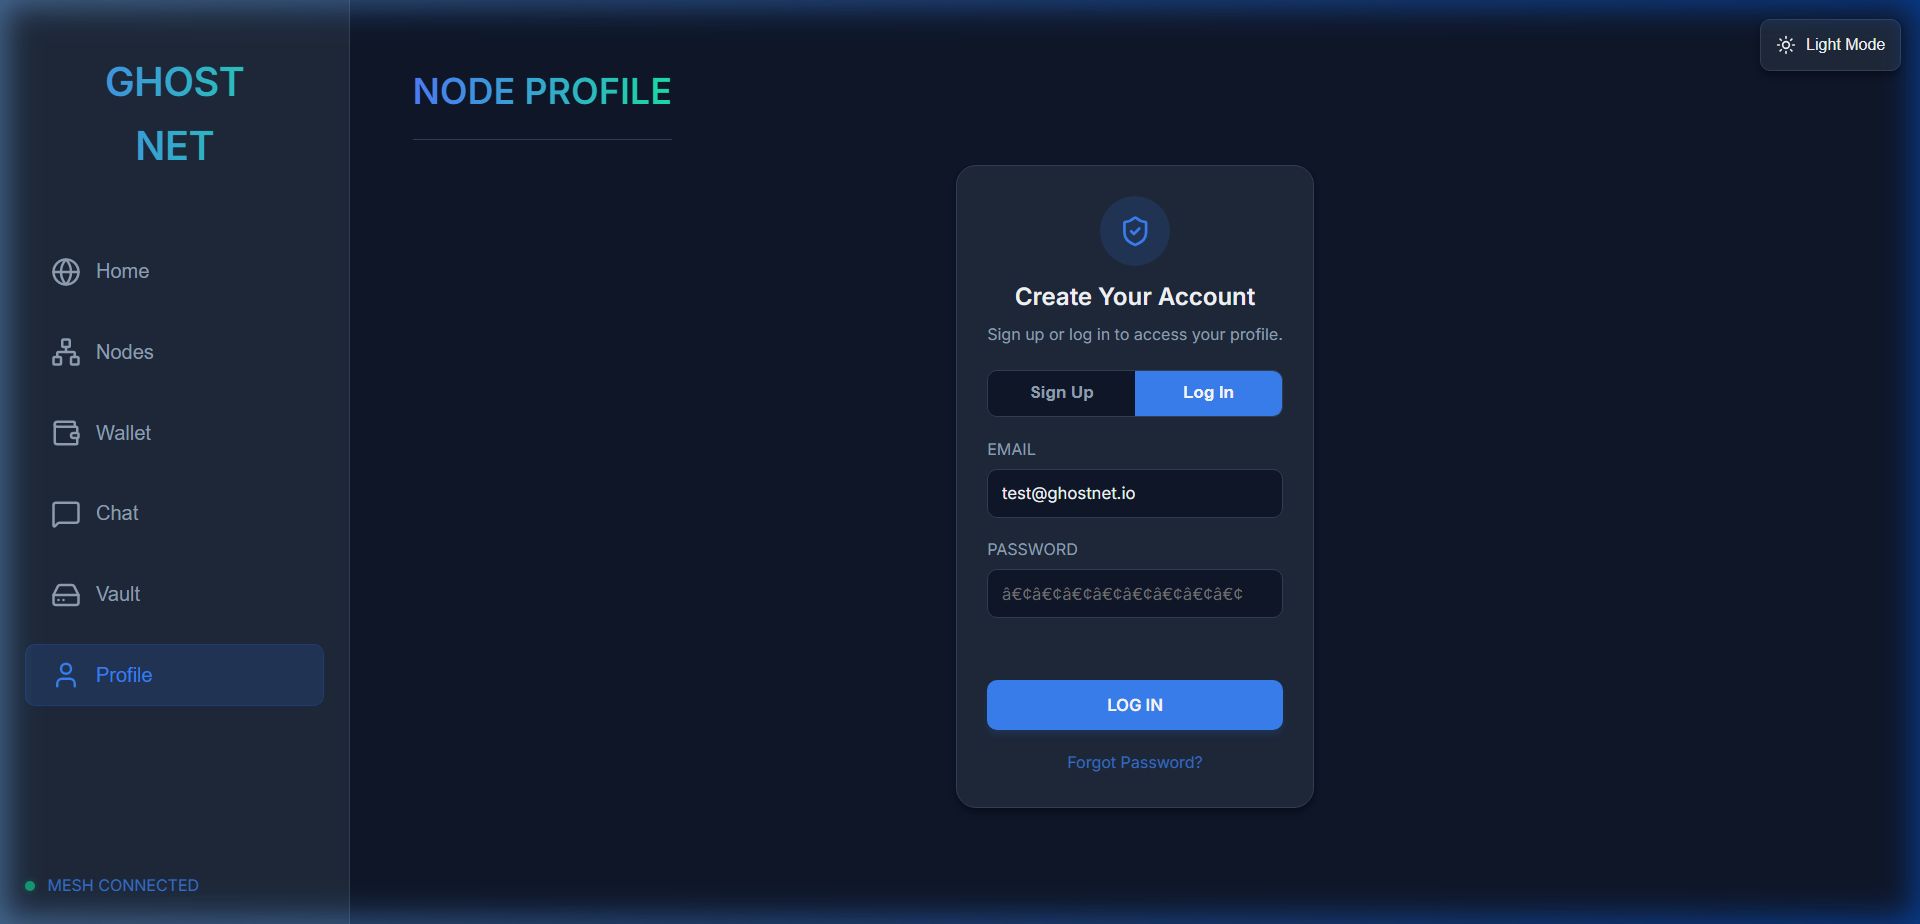 GHOST
NET
Home
Nodes
Wallet
Chat
Vault
Profile
MESH CONNECTED
Light Mode
NODE PROFILE
Create Your Account
Sign up or log in to access your profile.
Sign Up
Log In
EMAIL
test@ghostnet.io
PASSWORD
â€¢â€¢â€¢â€¢â€¢â€¢â€¢â€¢
LOG IN
Forgot Password?